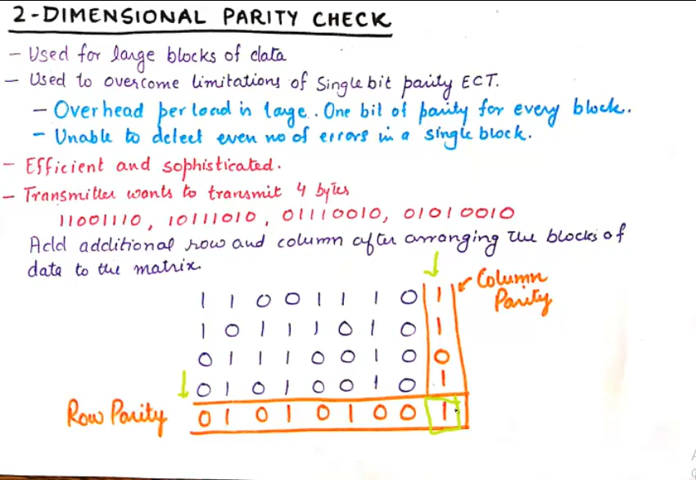 2-DIMENSIONAL PARITY CHECK
- Used for large blocks of data
- Used to overcome limitations of Single bit parity ECT.
- Overhead per load in large. One bit of parity for every block.
- Unable to detect even no of errors in a single block.
- Efficient and sophisticated.
- Transmitter wants to transmit 4 bytes
11001110, 10111010, 01110010, 01010010
Add additional row and column after arranging the blocks of
data to the matrix.
Column
Parity
1 1 0 0 1 1 1 0 1
1 0 1 1 1 0 1 0 1
0 1 1 1 0 0 1 0 0
0 1 0 1 0 0 1 0 1
Row Parity 0 1 0 1 0 1 0 0 1